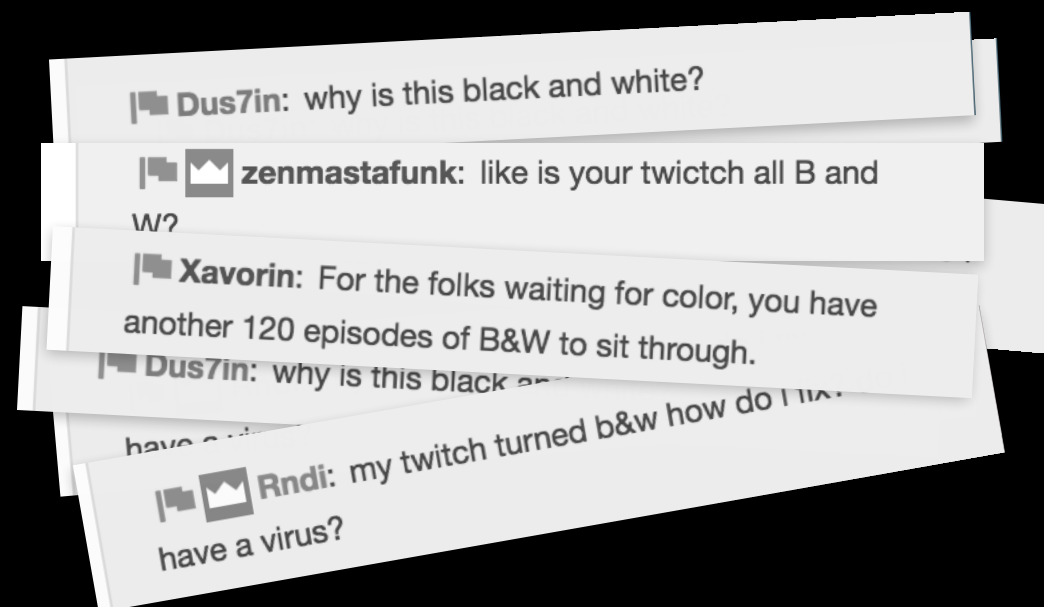 Dus7in: why is this black and white?
zenmastafunk: like is your twictch all B and
W?
Xavorin: For the folks waiting for color, you have
another 120 episodes of B&W to sit through.
Dus7in: why is this black and
have a virus
Rndi: my twitch turned b&w how do I fix?
have a virus?